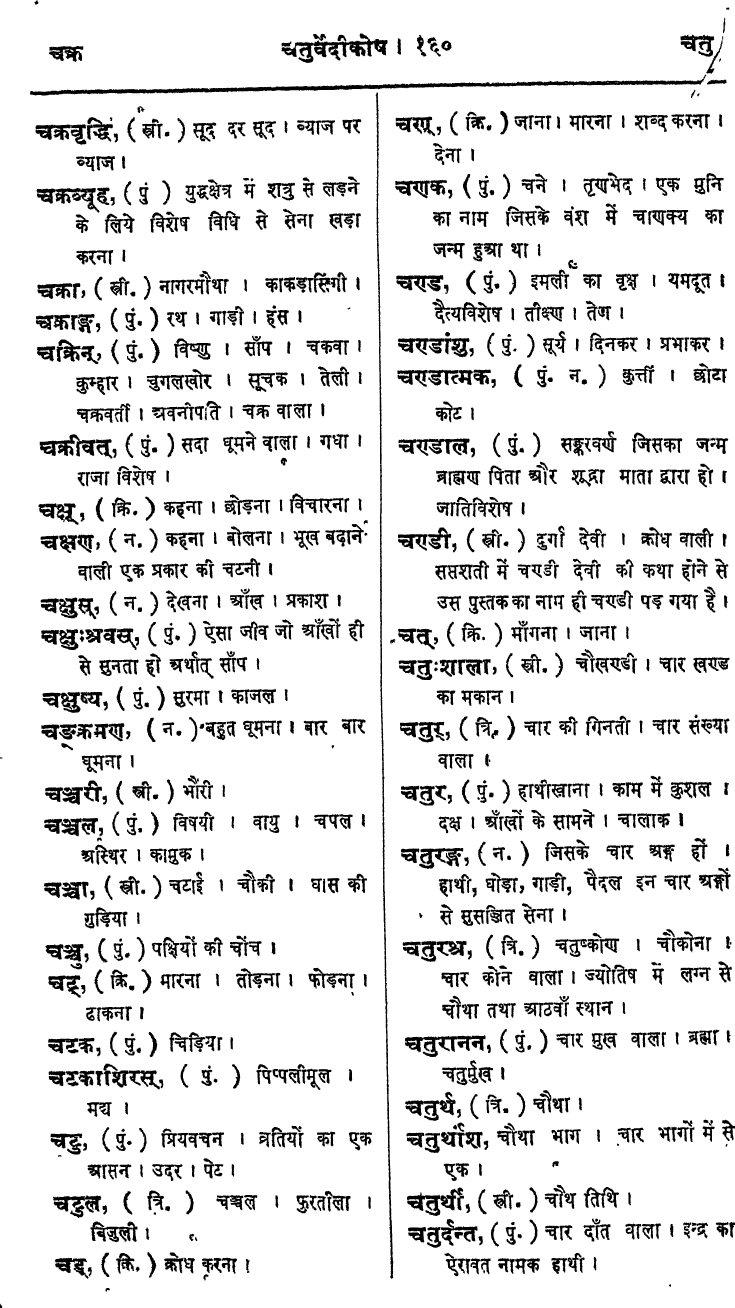 चक्र
चतुर्वेदीकोष । १६०
चतु
चक्रवृद्धि, ( स्त्री. ) सूद दर सूद । ब्याज पर
ब्याज ।
चक्रव्यूह, ( पुं ) युद्धक्षेत्र में शत्रु से लड़ने
के लिये विशेष विधि से सेना खड़ा
करना ।
चक्रा, ( स्त्री. ) नागरमौथा । काकड़ासिंगी ।
चक्राङ्ग, ( पुं. ) रथ । गाड़ी । हंस ।
चक्रिन्, ( पुं. ) विष्णु । साँप । चकवा ।
कुम्हार । चुगलखोर । सूचक । तेली ।
चक्रवर्ती । अवनीपति । चक्र वाला ।
चक्रीवत्, ( पुं. ) सदा घूमने वाला । गधा ।
राजा विशेष ।
चक्षू, ( क्रि. ) कहना । छोड़ना । विचारना ।
चक्षण, ( न. ) कहना । बोलना । भूख बढ़ाने
वाली एक प्रकार की चटनी ।
चक्षुस्, ( न. ) देखना । आँख । प्रकाश ।
चक्षुःश्रवस्, ( पुं. ) ऐसा जीव जो आँखों ही
से सुनता हो अर्थात् साँप ।
चक्षुष्य, ( पुं. ) सुरमा । काजल ।
चङ्क्रमण, ( न. ) बहुत घूमना । बार बार
घूमना ।
चञ्चरी, ( स्त्री. ) भौंरी ।
चञ्चल, ( पुं. ) विषयी । वायु । चपल ।
अस्थिर । कामुक ।
चञ्चा, ( स्त्री. ) चटाई । चौकी । घास की
गुड़िया ।
चञ्चु, ( पुं. ) पक्षियों की चोंच ।
चट्, ( क्रि. ) मारना । तोड़ना । फोड़ना ।
ढाकना ।
चटक, ( पुं. ) चिड़िया ।
चटकाशिरस्, ( पुं. ) पिप्पलीमूल ।
मद्य ।
चटु, ( पुं. ) प्रियवचन । व्रतियों का एक
आसन । उदर । पेट ।
चटुल, ( त्रि. ) चञ्चल । फुरतीला ।
बिजुली ।
चड्, ( क्रि. ) क्रोध करना ।
चण्, ( क्रि. ) जाना । मारना । शब्द करना ।
देना ।
चणक, ( पुं. ) चने । तृणभेद । एक मुनि
का नाम जिसके वंश में चाणक्य का
जन्म हुआ था ।
चण्ड, ( पुं. ) इमली का वृक्ष । यमदूत ।
दैत्यविशेष । तीक्ष्ण । तेण ।
चण्डांशु, ( पुं. ) सूर्य । दिनकर । प्रभाकर ।
चण्डात्मक, ( पुं. न. ) कुर्त्ती । छोटा
कोट ।
चण्डाल, ( पुं. ) सङ्करवर्ण जिसका जन्म
ब्राह्मण पिता और शूद्रा माता द्वारा हो ।
जातिविशेष ।
चण्डी, ( स्त्री. ) दुर्गा देवी । क्रोध वाली ।
सप्तशती में चण्डी देवी की कथा होने से
उस पुस्तक का नाम ही चण्डी पड़ गया है ।
चत्, ( क्रि. ) माँगना । जाना ।
चतुःशाला, ( स्त्री. ) चौखण्डी । चार खण्ड
का मकान ।
चतुर्, ( त्रि. ) चार की गिनती । चार संख्या
वाला ।
चतुर, ( पुं. ) हाथीखाना । काम में कुशल ।
दक्ष । आँखों के सामने । चालाक ।
चतुरङ्ग, ( न. ) जिसके चार अङ्ग हों ।
हाथी, घोड़ा, गाड़ी, पैदल इन चार अङ्गों
से सुसज्जित सेना ।
चतुरश्र, ( त्रि. ) चतुष्कोण । चौकोना ।
चार कोने वाला । ज्योतिष में लग्न से
चौथा तथा आठवाँ स्थान ।
चतुरानन, ( पुं. ) चार मुख वाला । ब्रह्मा ।
चतुर्मुख ।
चतुर्थ, ( त्रि. ) चौथा ।
चतुर्थांश, चौथा भाग । चार भागों में से
एक ।
चतुर्थी, ( स्त्री. ) चौथ तिथि ।
चतुर्दन्त, ( पुं. ) चार दाँत वाला । इन्द्र का
ऐरावत नामक हाथी ।